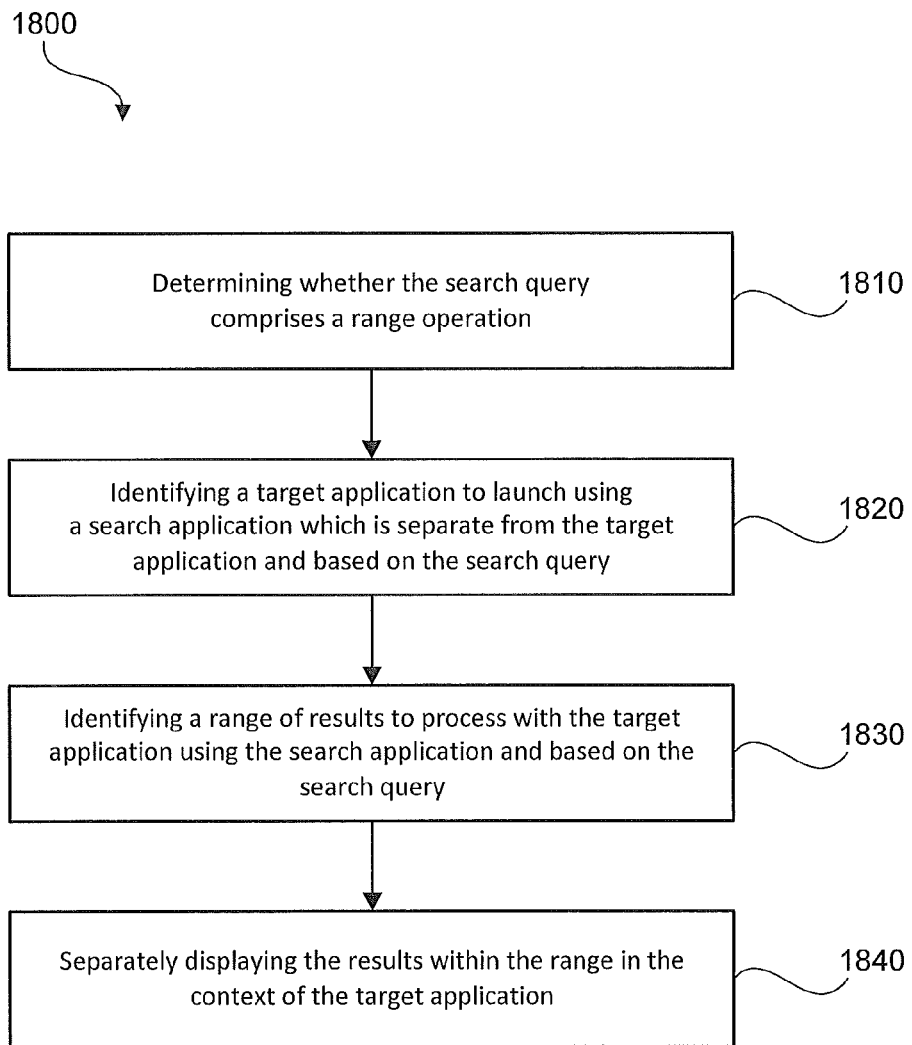 1800
Determining whether the search query
comprises a range operation
1810
Identifying a target application to launch using
a search application which is separate from the target
application and based on the search query
1820
Identifying a range of results to process with the target
application using the search application and based on the
search query
1830
Separately displaying the results within the range in the
context of the target application
1840